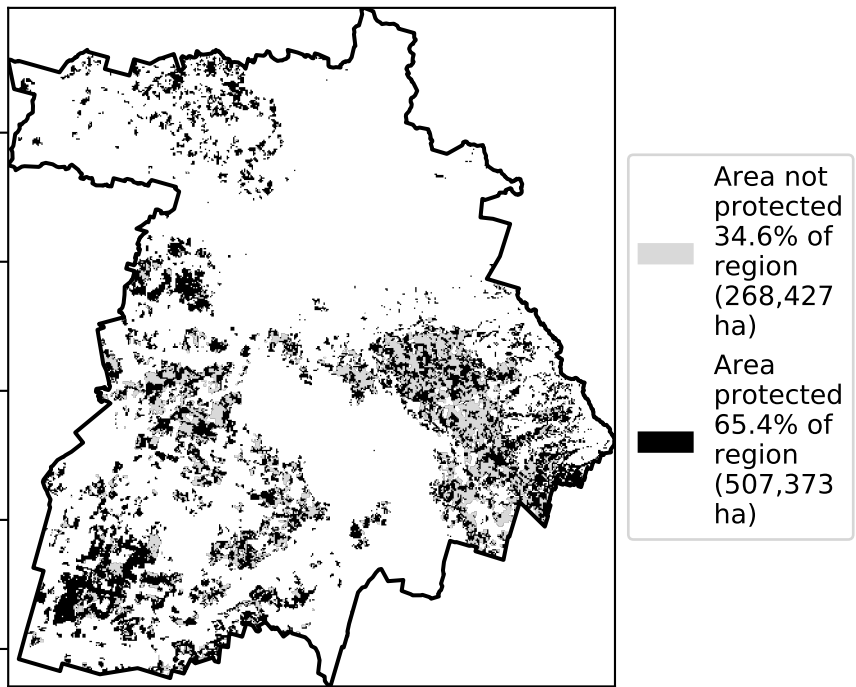 Area not
protected
34.6% of
region
(268,427
ha)
Area
protected
65.4% of
region
(507,373
ha)